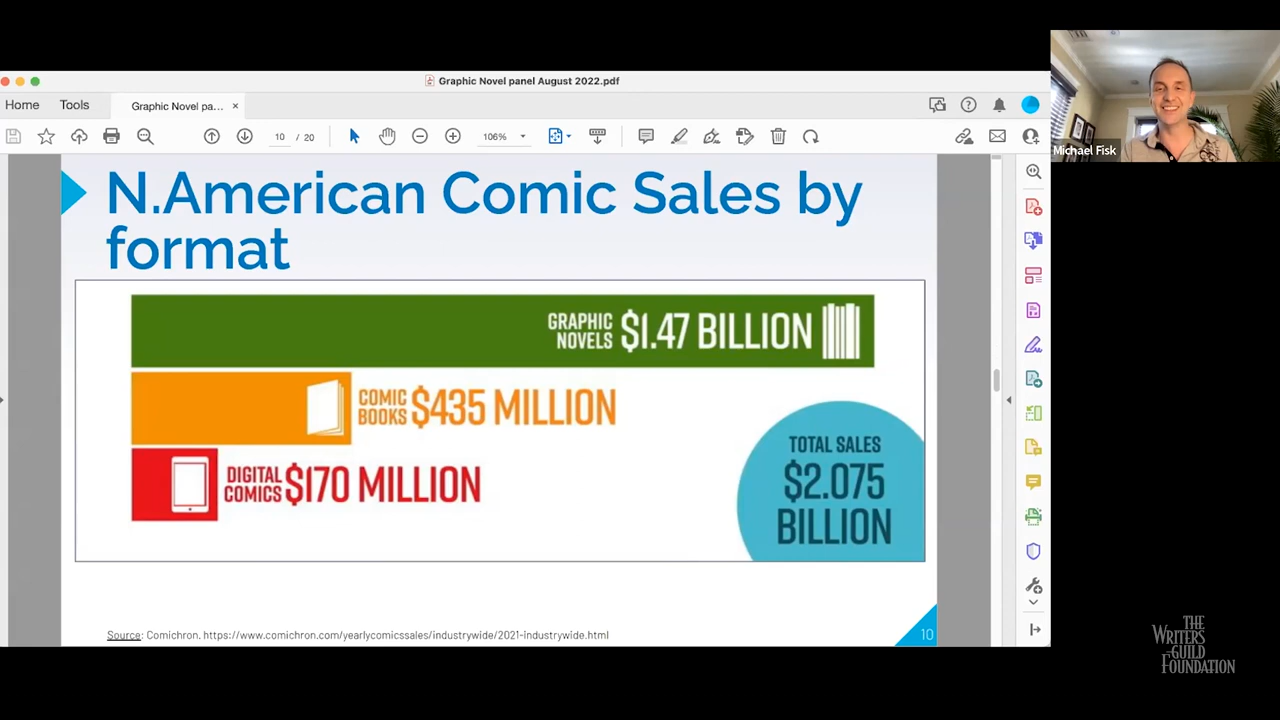 Graphic Novel panel August 2022.pdf
Home Tools Graphic Novel pa... ×
10 / 20 106%
Michael Fisk
N.American Comic Sales by
format
GRAPHIC
NOVELS $1.47 BILLION
COMIC
BOOKS $435 MILLION
DIGITAL
COMICS $170 MILLION
TOTAL SALES
$2.075
BILLION
Source: Comichron. https://www.comichron.com/yearlycomicssales/industrywide/2021-industrywide.html
10
THE
WRITERS
GUILD
FOUNDATION